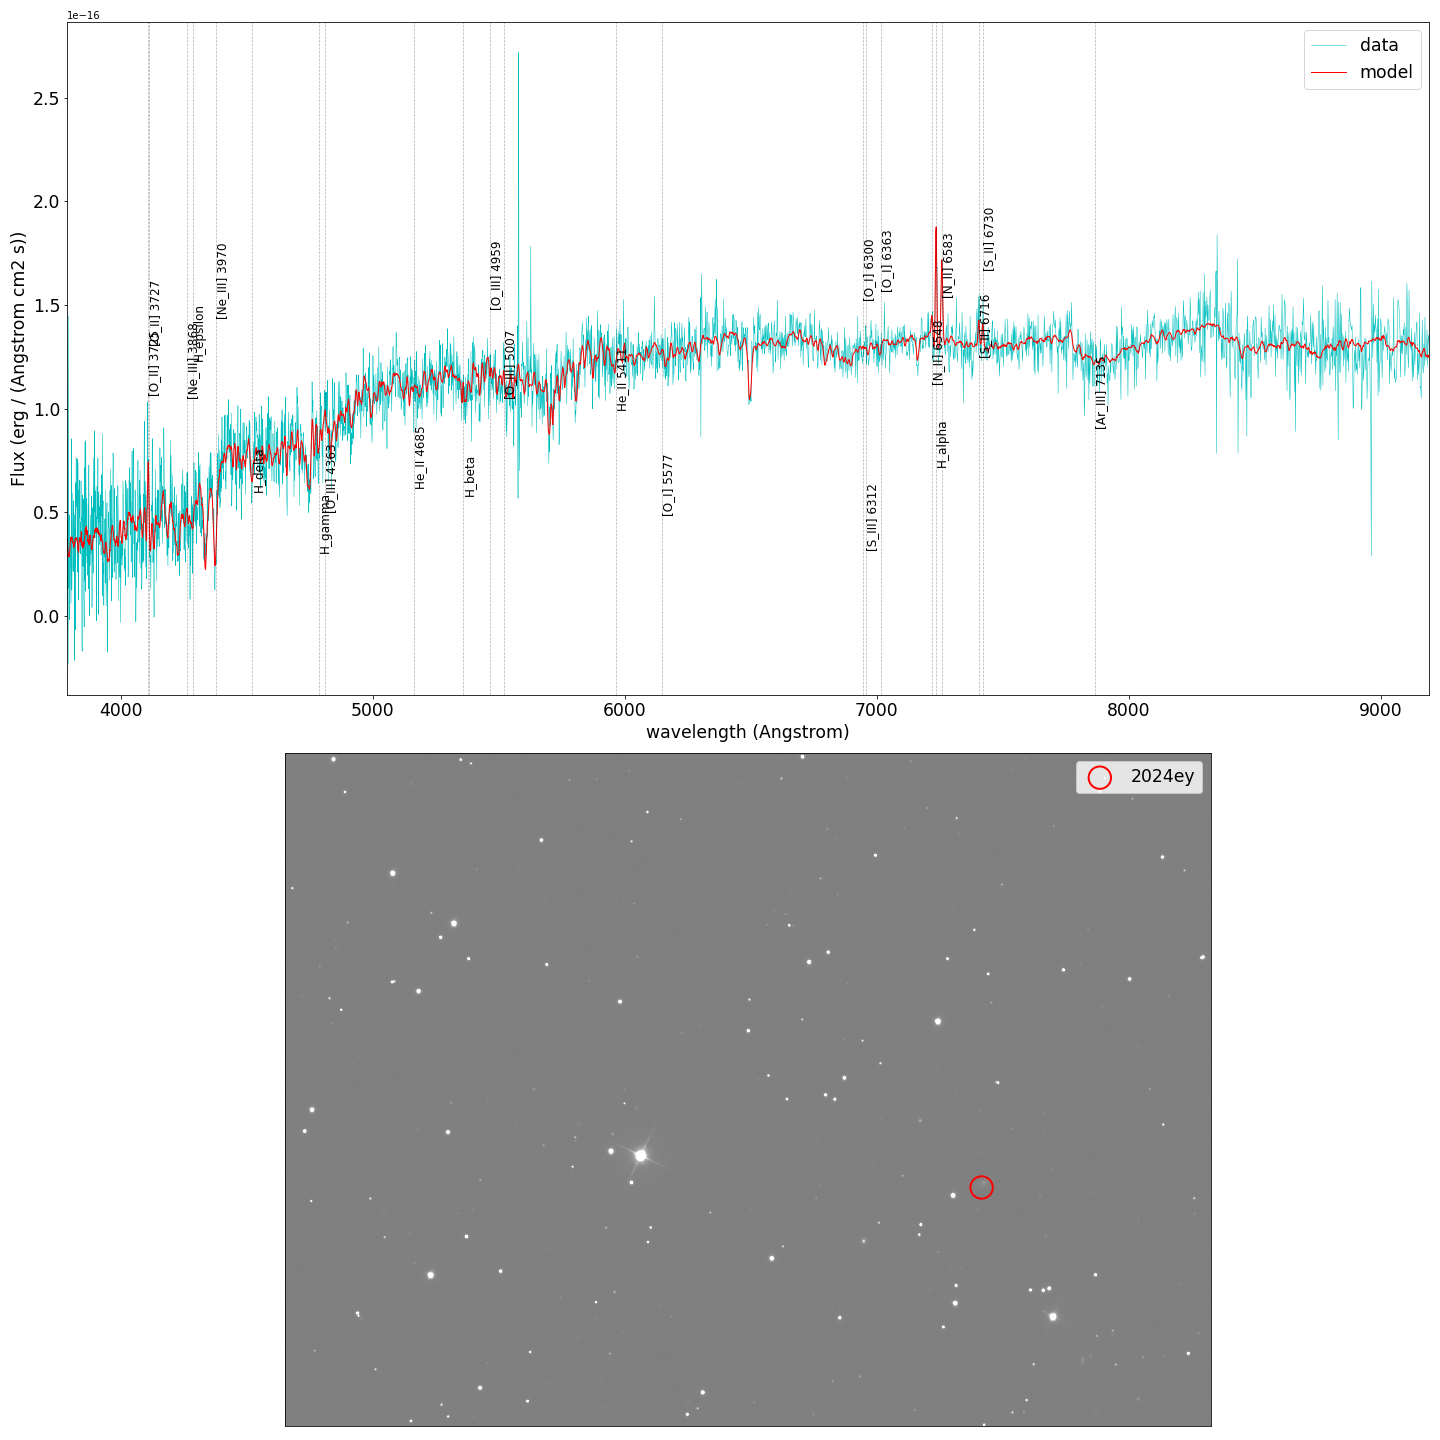 1e−16
data
model
Flux (erg / (Angstrom cm2 s))
2.5
2.0
1.5
1.0
0.5
0.0
[O_II] 3727
[Ne_III] 3868
H_epsilon
[Ne_III] 3970
H_delta
H_gamma
[O_III] 4363
He_II 4685
H_beta
[O_III] 4959
[O_III] 5007
He_II 5411
[O_I] 5577
[O_I] 6300
[S_III] 6312
[O_I] 6363
[N_II] 6548
H_alpha
[N_II] 6583
[S_II] 6716
[S_II] 6730
[Ar_III] 7135
4000 5000 6000 7000 8000 9000
wavelength (Angstrom)
2024ey